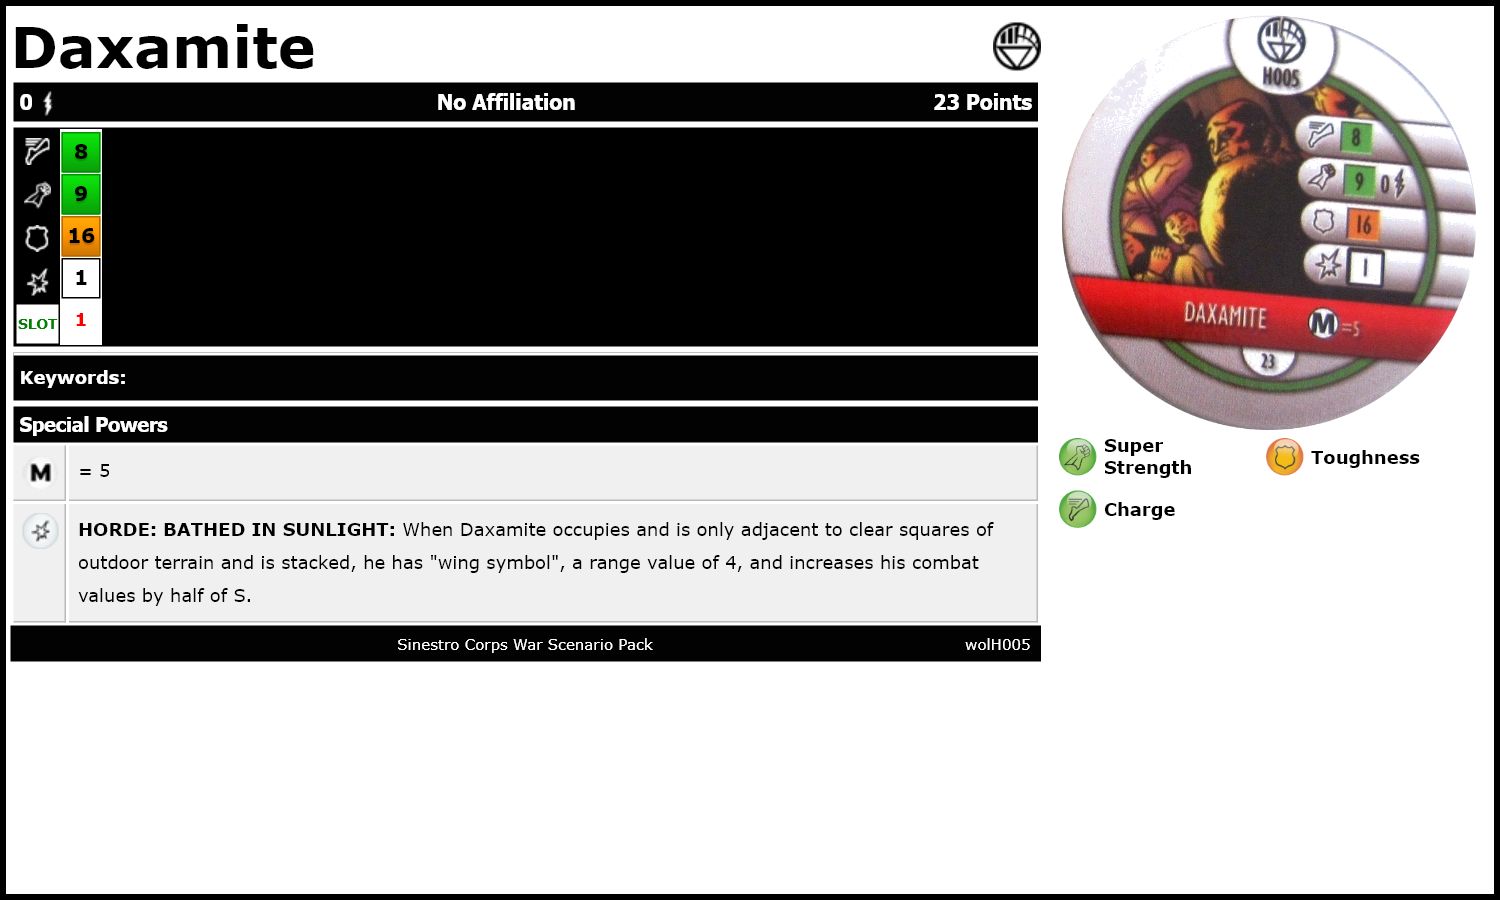 Daxamite
0 No Affiliation 23 Points
8
9
16
1
SLOT 1
Keywords:
Special Powers
M = 5
HORDE: BATHED IN SUNLIGHT: When Daxamite occupies and is only adjacent to clear squares of
outdoor terrain and is stacked, he has "wing symbol", a range value of 4, and increases his combat
values by half of S.
Sinestro Corps War Scenario Pack wolH005
H005
8
9 0
16
1
DAXAMITE M =5
23
Super
Strength
Toughness
Charge